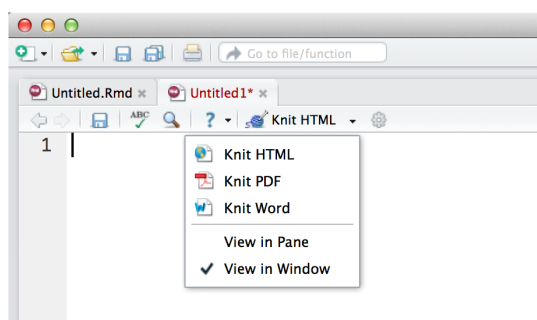 Go to file/function
Untitled.Rmd
Untitled1*
ABC
?
Knit HTML
1
Knit HTML
Knit PDF
Knit Word
View in Pane
View in Window